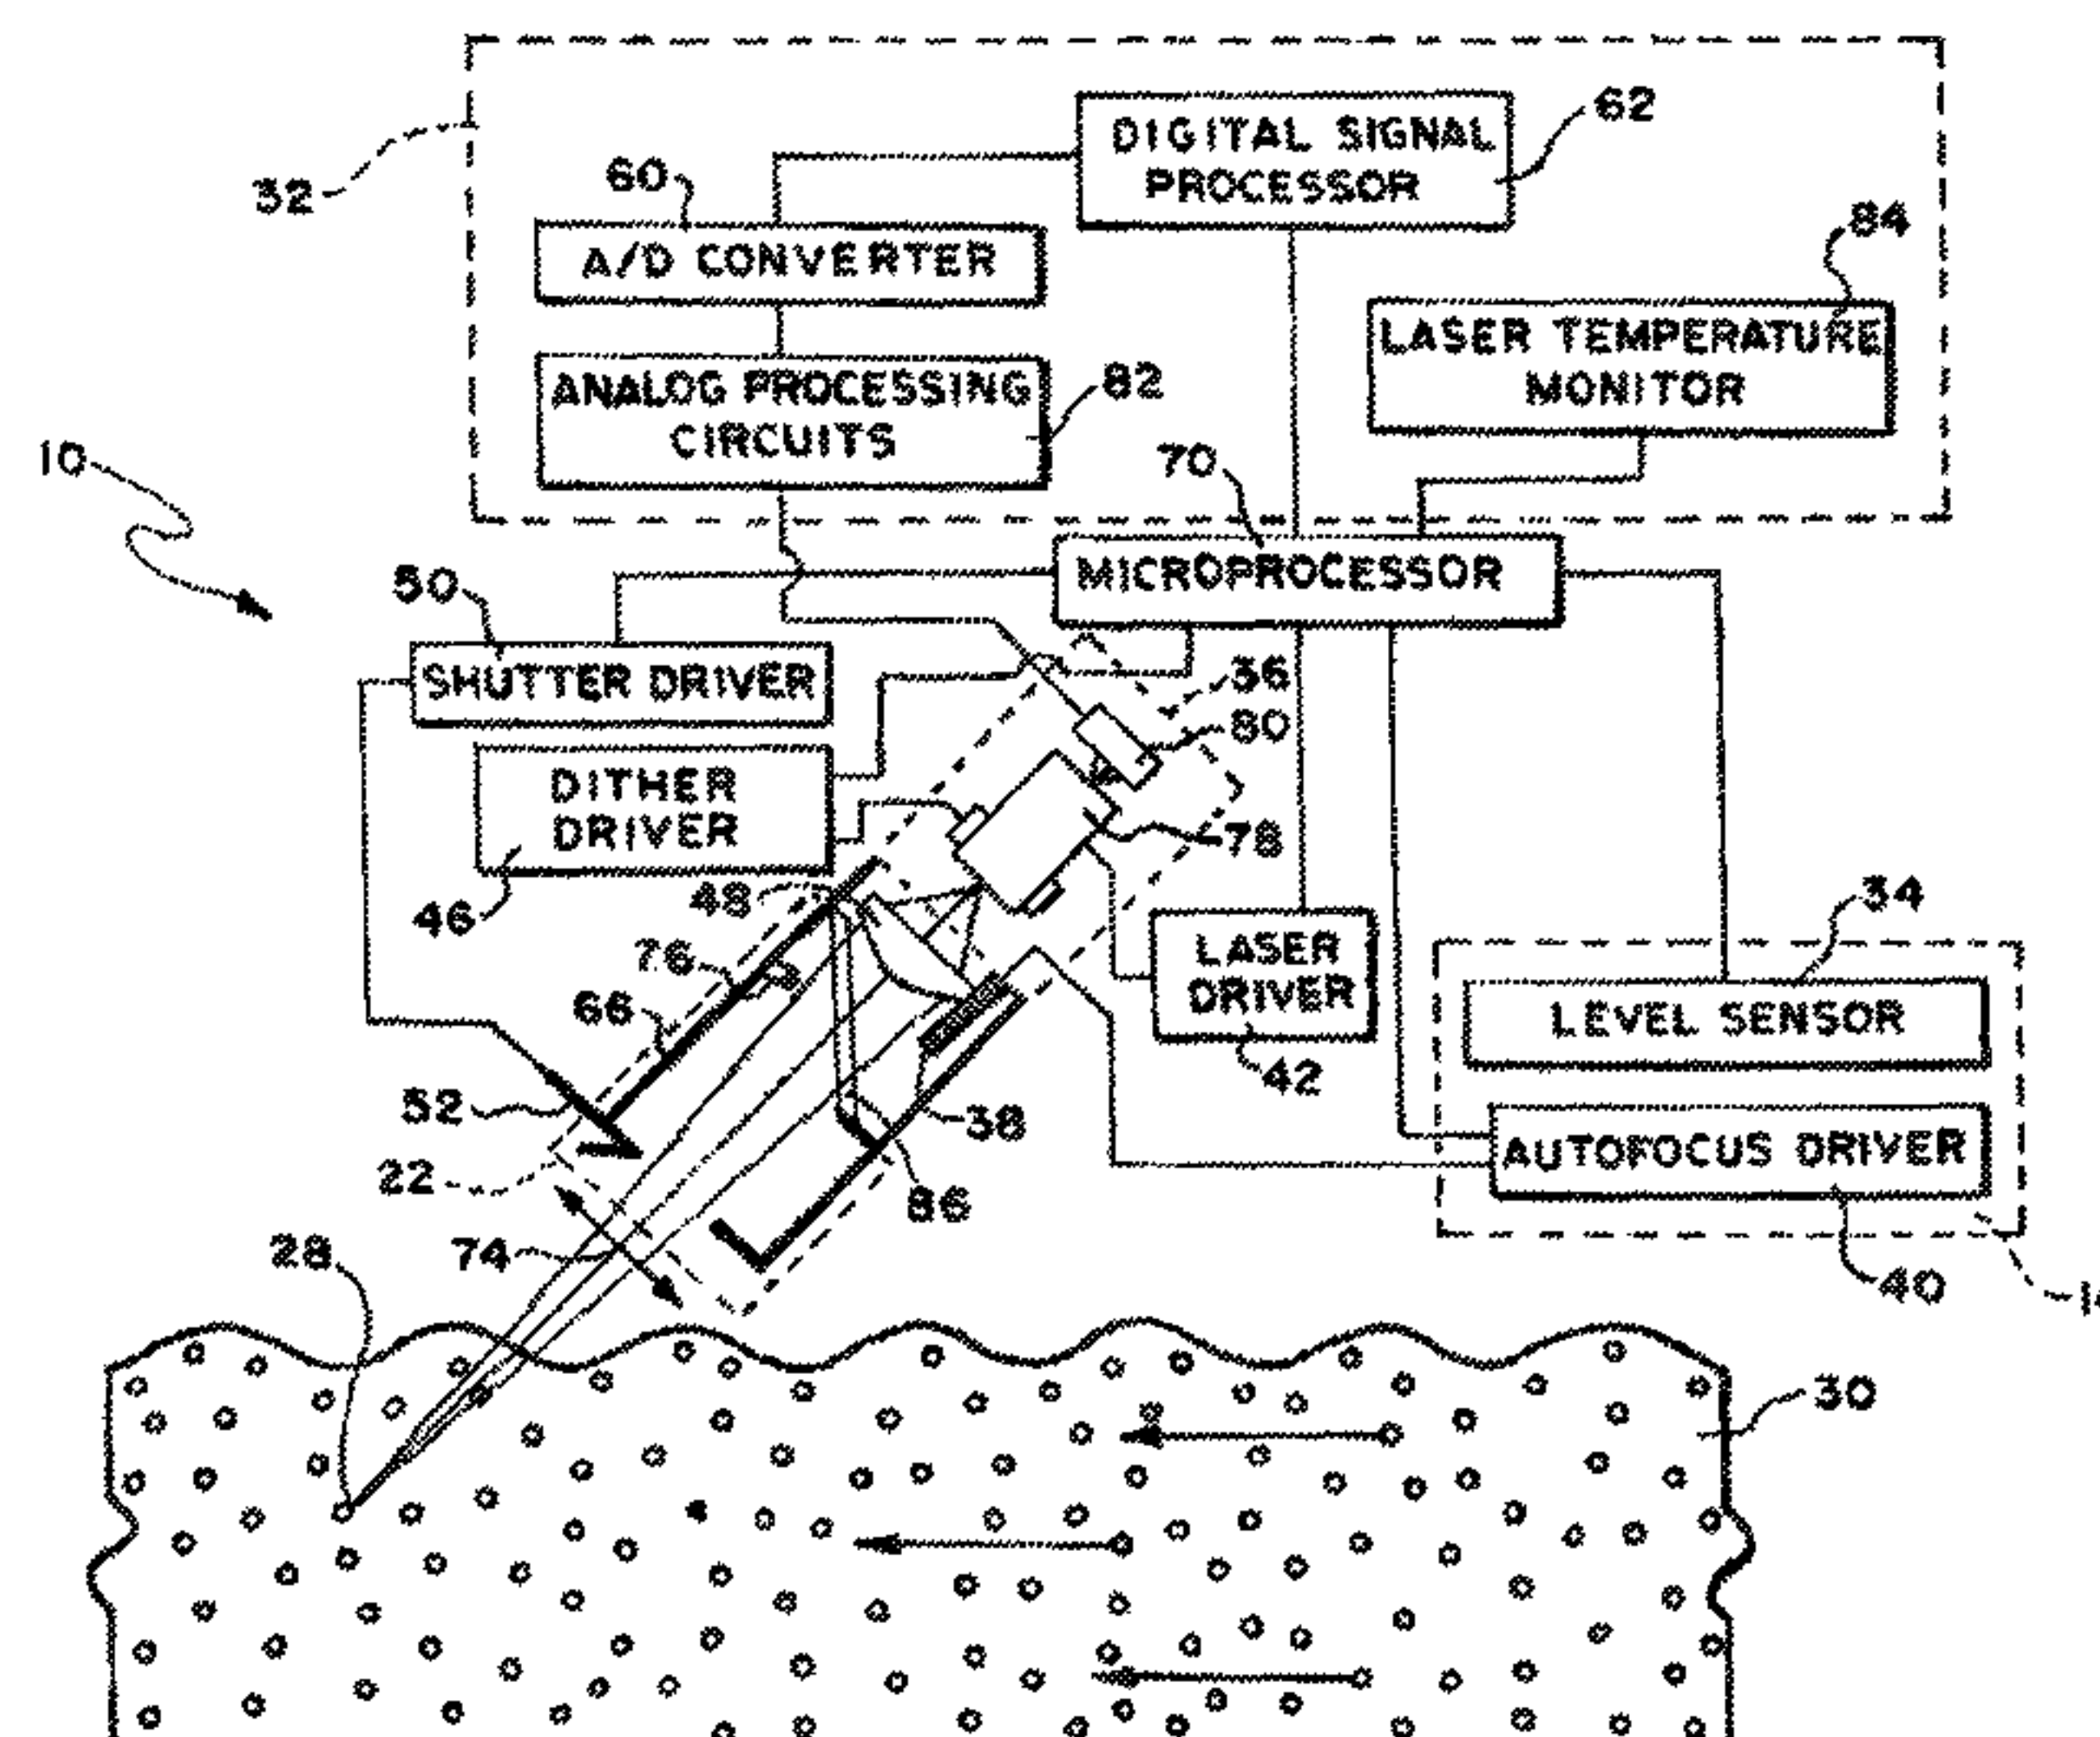 62
DIGITAL SIGNAL
PROCESSOR
32
60
A/D CONVERTER
84
LASER TEMPERATURE
MONITOR
ANALOG PROCESSING
CIRCUITS
82
10
70
MICROPROCESSOR
50
SHUTTER DRIVER
36
80
DITHER
DRIVER
78
46
48
34
76
LASER
DRIVER
LEVEL SENSOR
66
42
52
38
AUTOFOCUS DRIVER
22
86
28
74
40
30